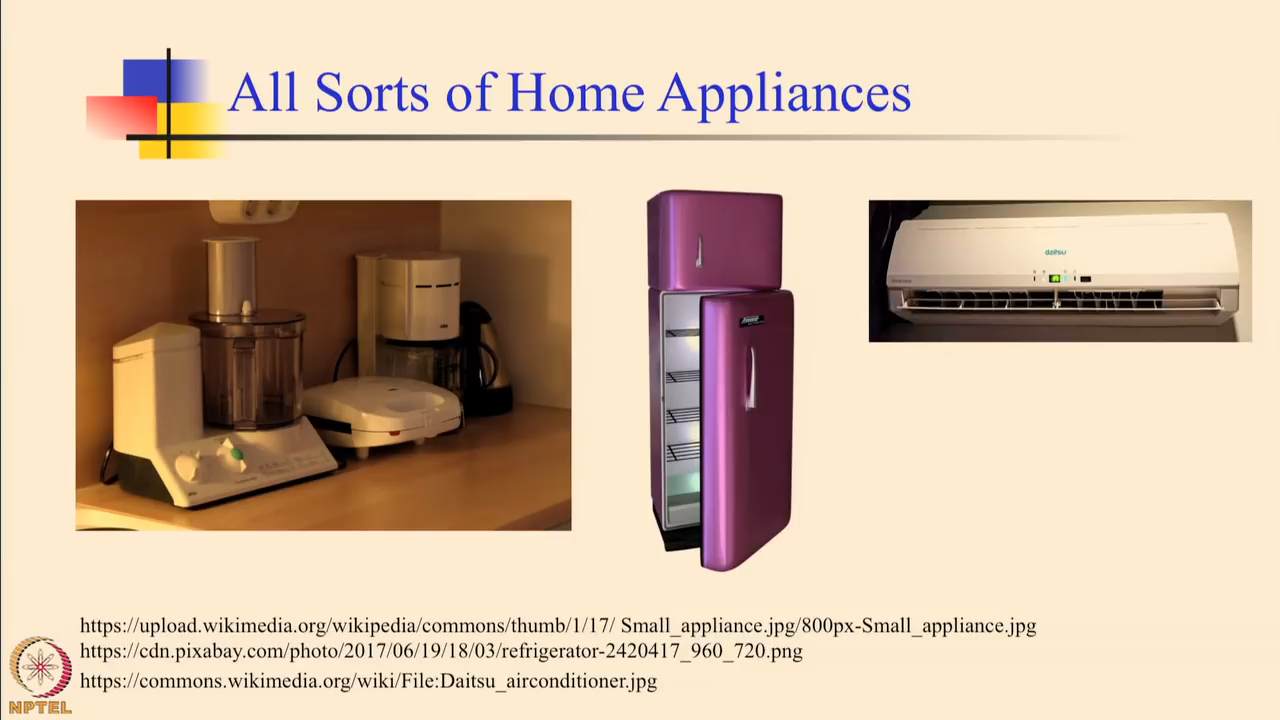 All Sorts of Home Appliances
daitsu
https://upload.wikimedia.org/wikipedia/commons/thumb/1/17/ Small_appliance.jpg/800px-Small_appliance.jpg
https://cdn.pixabay.com/photo/2017/06/19/18/03/refrigerator-2420417_960_720.png
https://commons.wikimedia.org/wiki/File:Daitsu_airconditioner.jpg
NPTEL